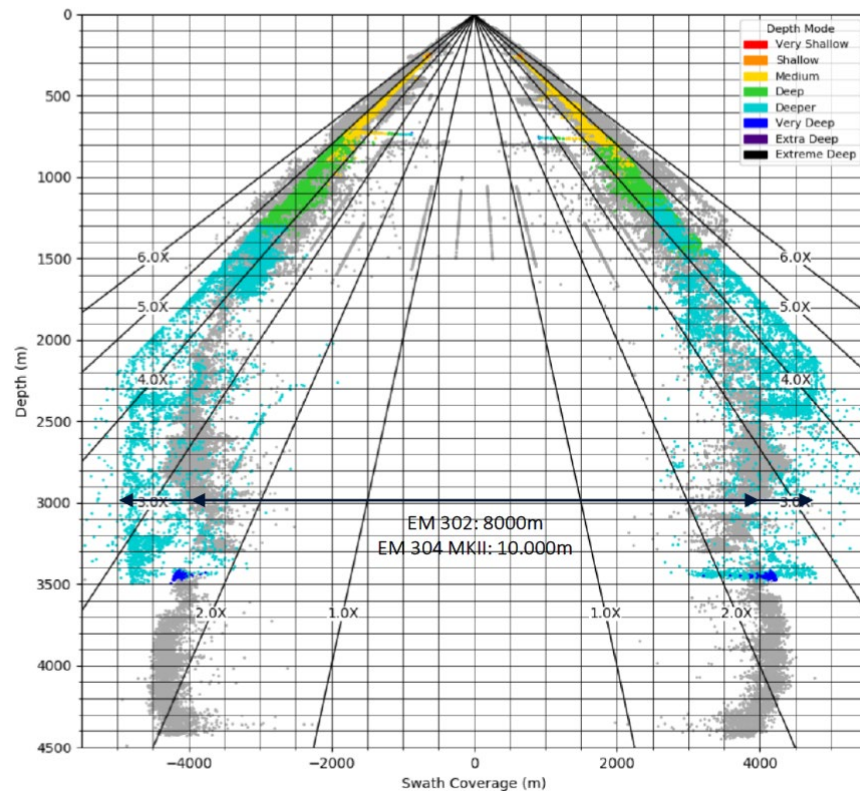 Depth Mode
Very Shallow
Shallow
Medium
Deep
Deeper
Very Deep
Extra Deep
Extreme Deep
0
500
1000
1500
2000
2500
3000
3500
4000
4500
Depth (m)
6.0X
6.0X
5.0X
5.0X
4.0X
4.0X
3.0X
3.0X
EM 302: 8000m
EM 304 MKII: 10.000m
2.0X
1.0X
1.0X
2.0X
−4000
−2000
0
2000
4000
Swath Coverage (m)